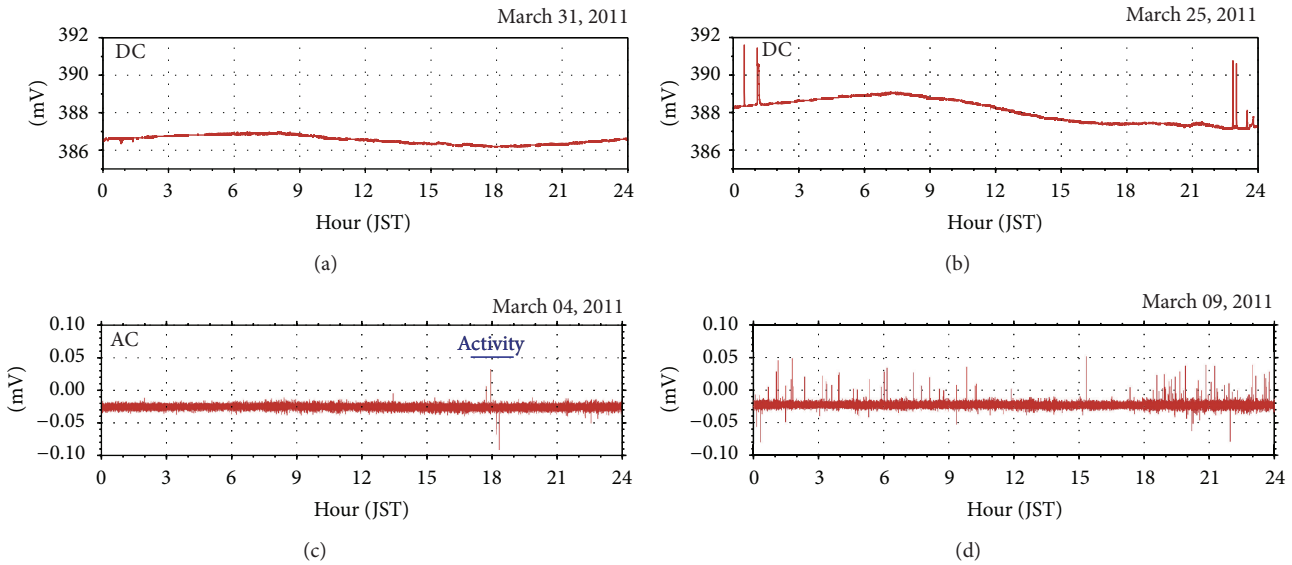 March 31, 2011
392
390
388
386
(mV)
DC
0 3 6 9 12 15 18 21 24
Hour (JST)
(a)
March 25, 2011
392
390
388
386
(mV)
DC
0 3 6 9 12 15 18 21 24
Hour (JST)
(b)
March 04, 2011
0.10
0.05
0.00
−0.05
−0.10
(mV)
AC
Activity
0 3 6 9 12 15 18 21 24
Hour (JST)
(c)
March 09, 2011
0.10
0.05
0.00
−0.05
−0.10
(mV)
0 3 6 9 12 15 18 21 24
Hour (JST)
(d)